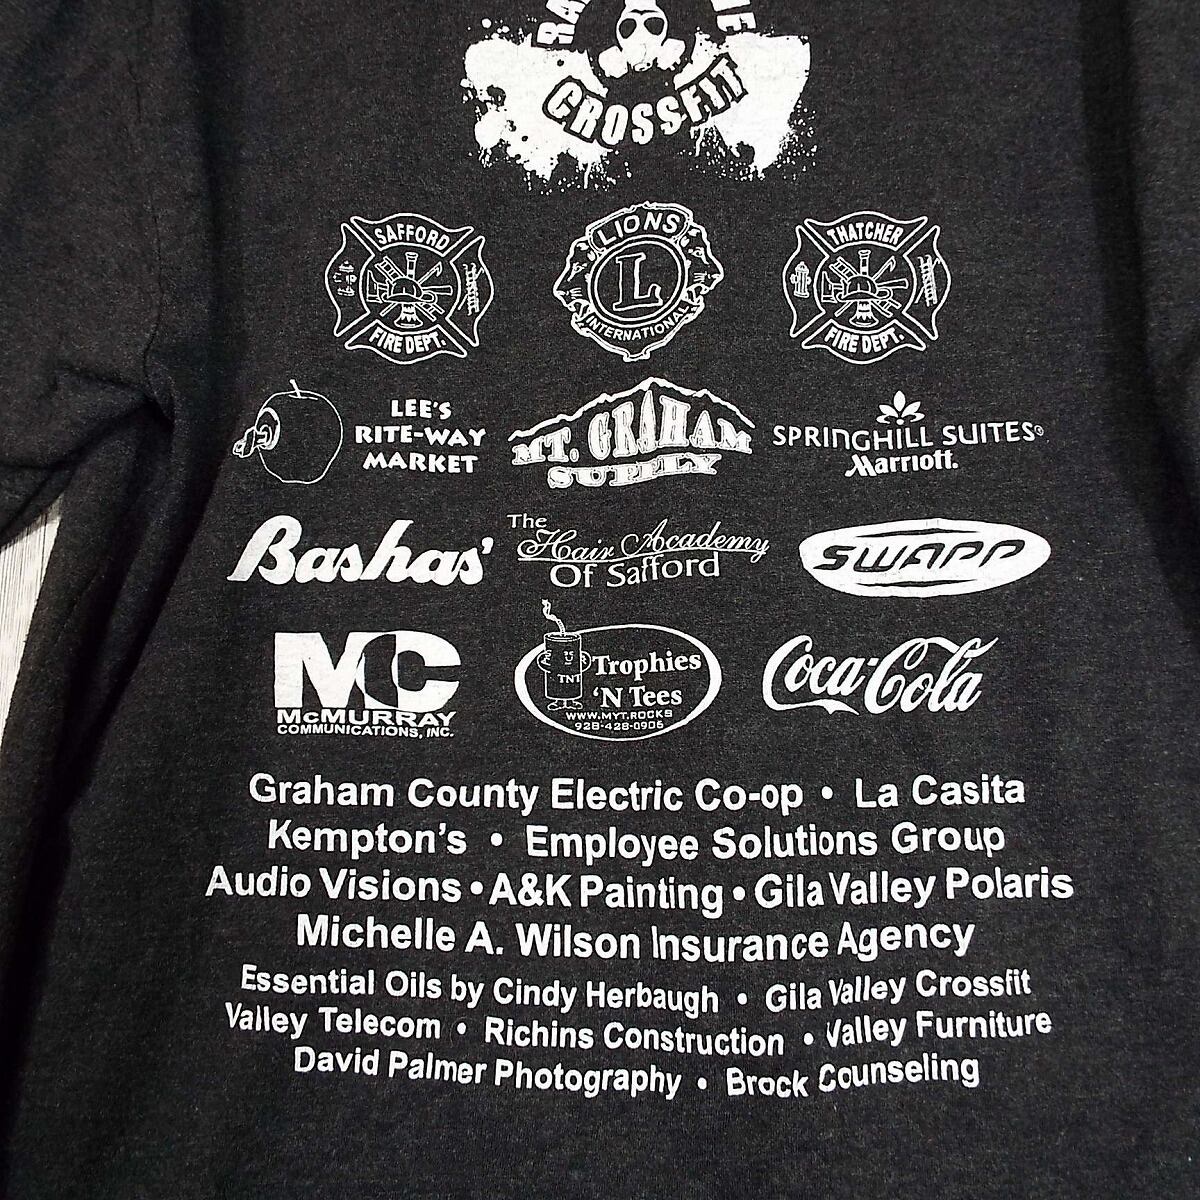 CROSSFIT
SAFFORD
FIRE DEPT.
LIONS
L
INTERNATIONAL
THATCHER
FIRE DEPT.
LEE'S
RITE-WAY
MARKET
MT. GRAHAM
SUPPLY
SPRINGHILL SUITES®
Marriott.
Bashas'
The
Hair Academy
Of Safford
SWAPP
MC
McMURRAY
COMMUNICATIONS, INC.
TNT
Trophies
'N Tees
WWW.MYT.ROCKS
928-428-0906
Coca-Cola
Graham County Electric Co-op • La Casita
Kempton's • Employee Solutions Group
Audio Visions • A&K Painting • Gila Valley Polaris
Michelle A. Wilson Insurance Agency
Essential Oils by Cindy Herbaugh • Gila Valley Crossfit
Valley Telecom • Richins Construction • Valley Furniture
David Palmer Photography • Brock Counseling